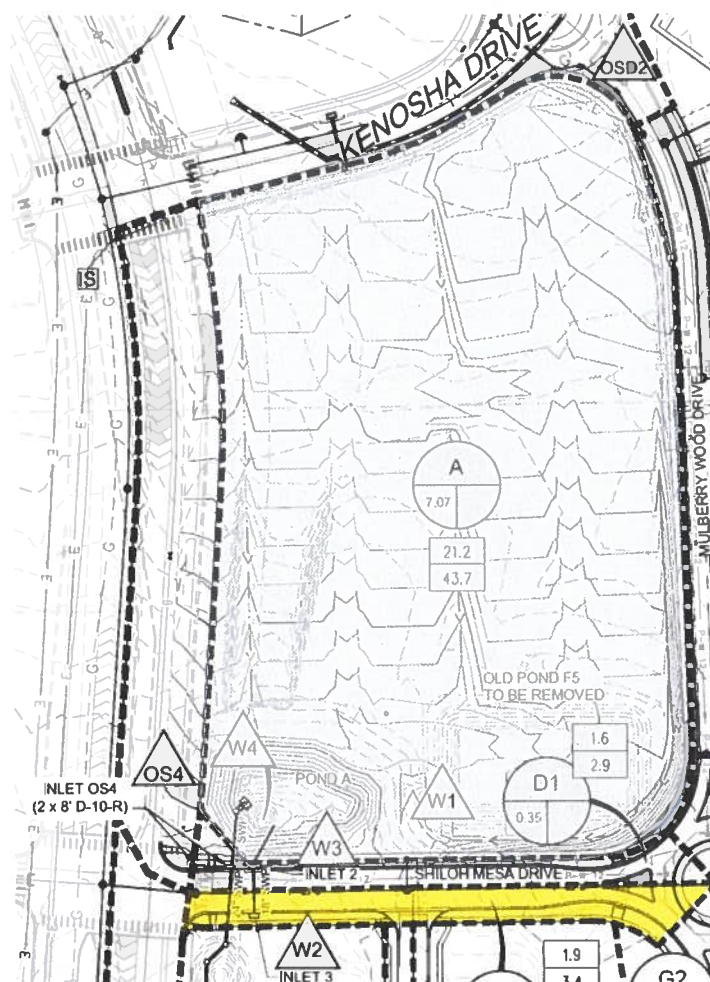 KENOSHA DRIVE
OSD2
IS
MULBERRY WOOD DRIVE
A
7.07
21.2
43.7
OLD POND F5
TO BE REMOVED
1.6
2.9
W4
OS4
POND A
W1
D1
0.35
INLET OS4
(2 x 8' D-10-R)
W3
INLET 2
SHILOH MESA DRIVE
W2
INLET 3
1.9
3.4
G2